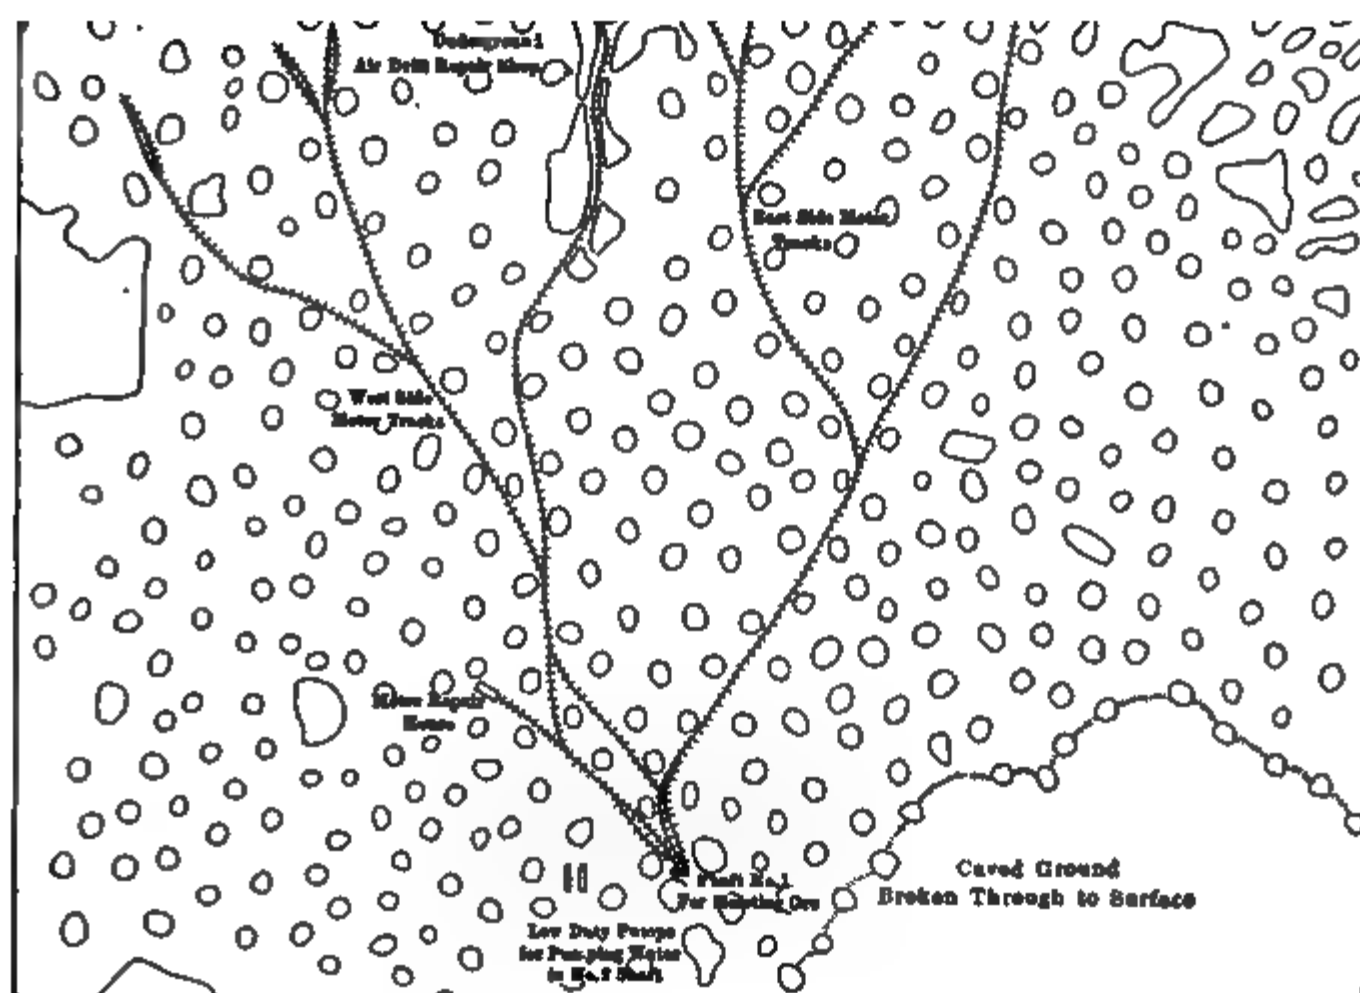 Underground
Air Drill Repair Shop
East Side Motor
Tracks
West Side
Motor Tracks
Motor Repair
House
Shaft No.1
For Hoisting Ore
Caved Ground
Broken Through to Surface
Low Duty Pumps
for Pumping Water
to No.2 Shaft